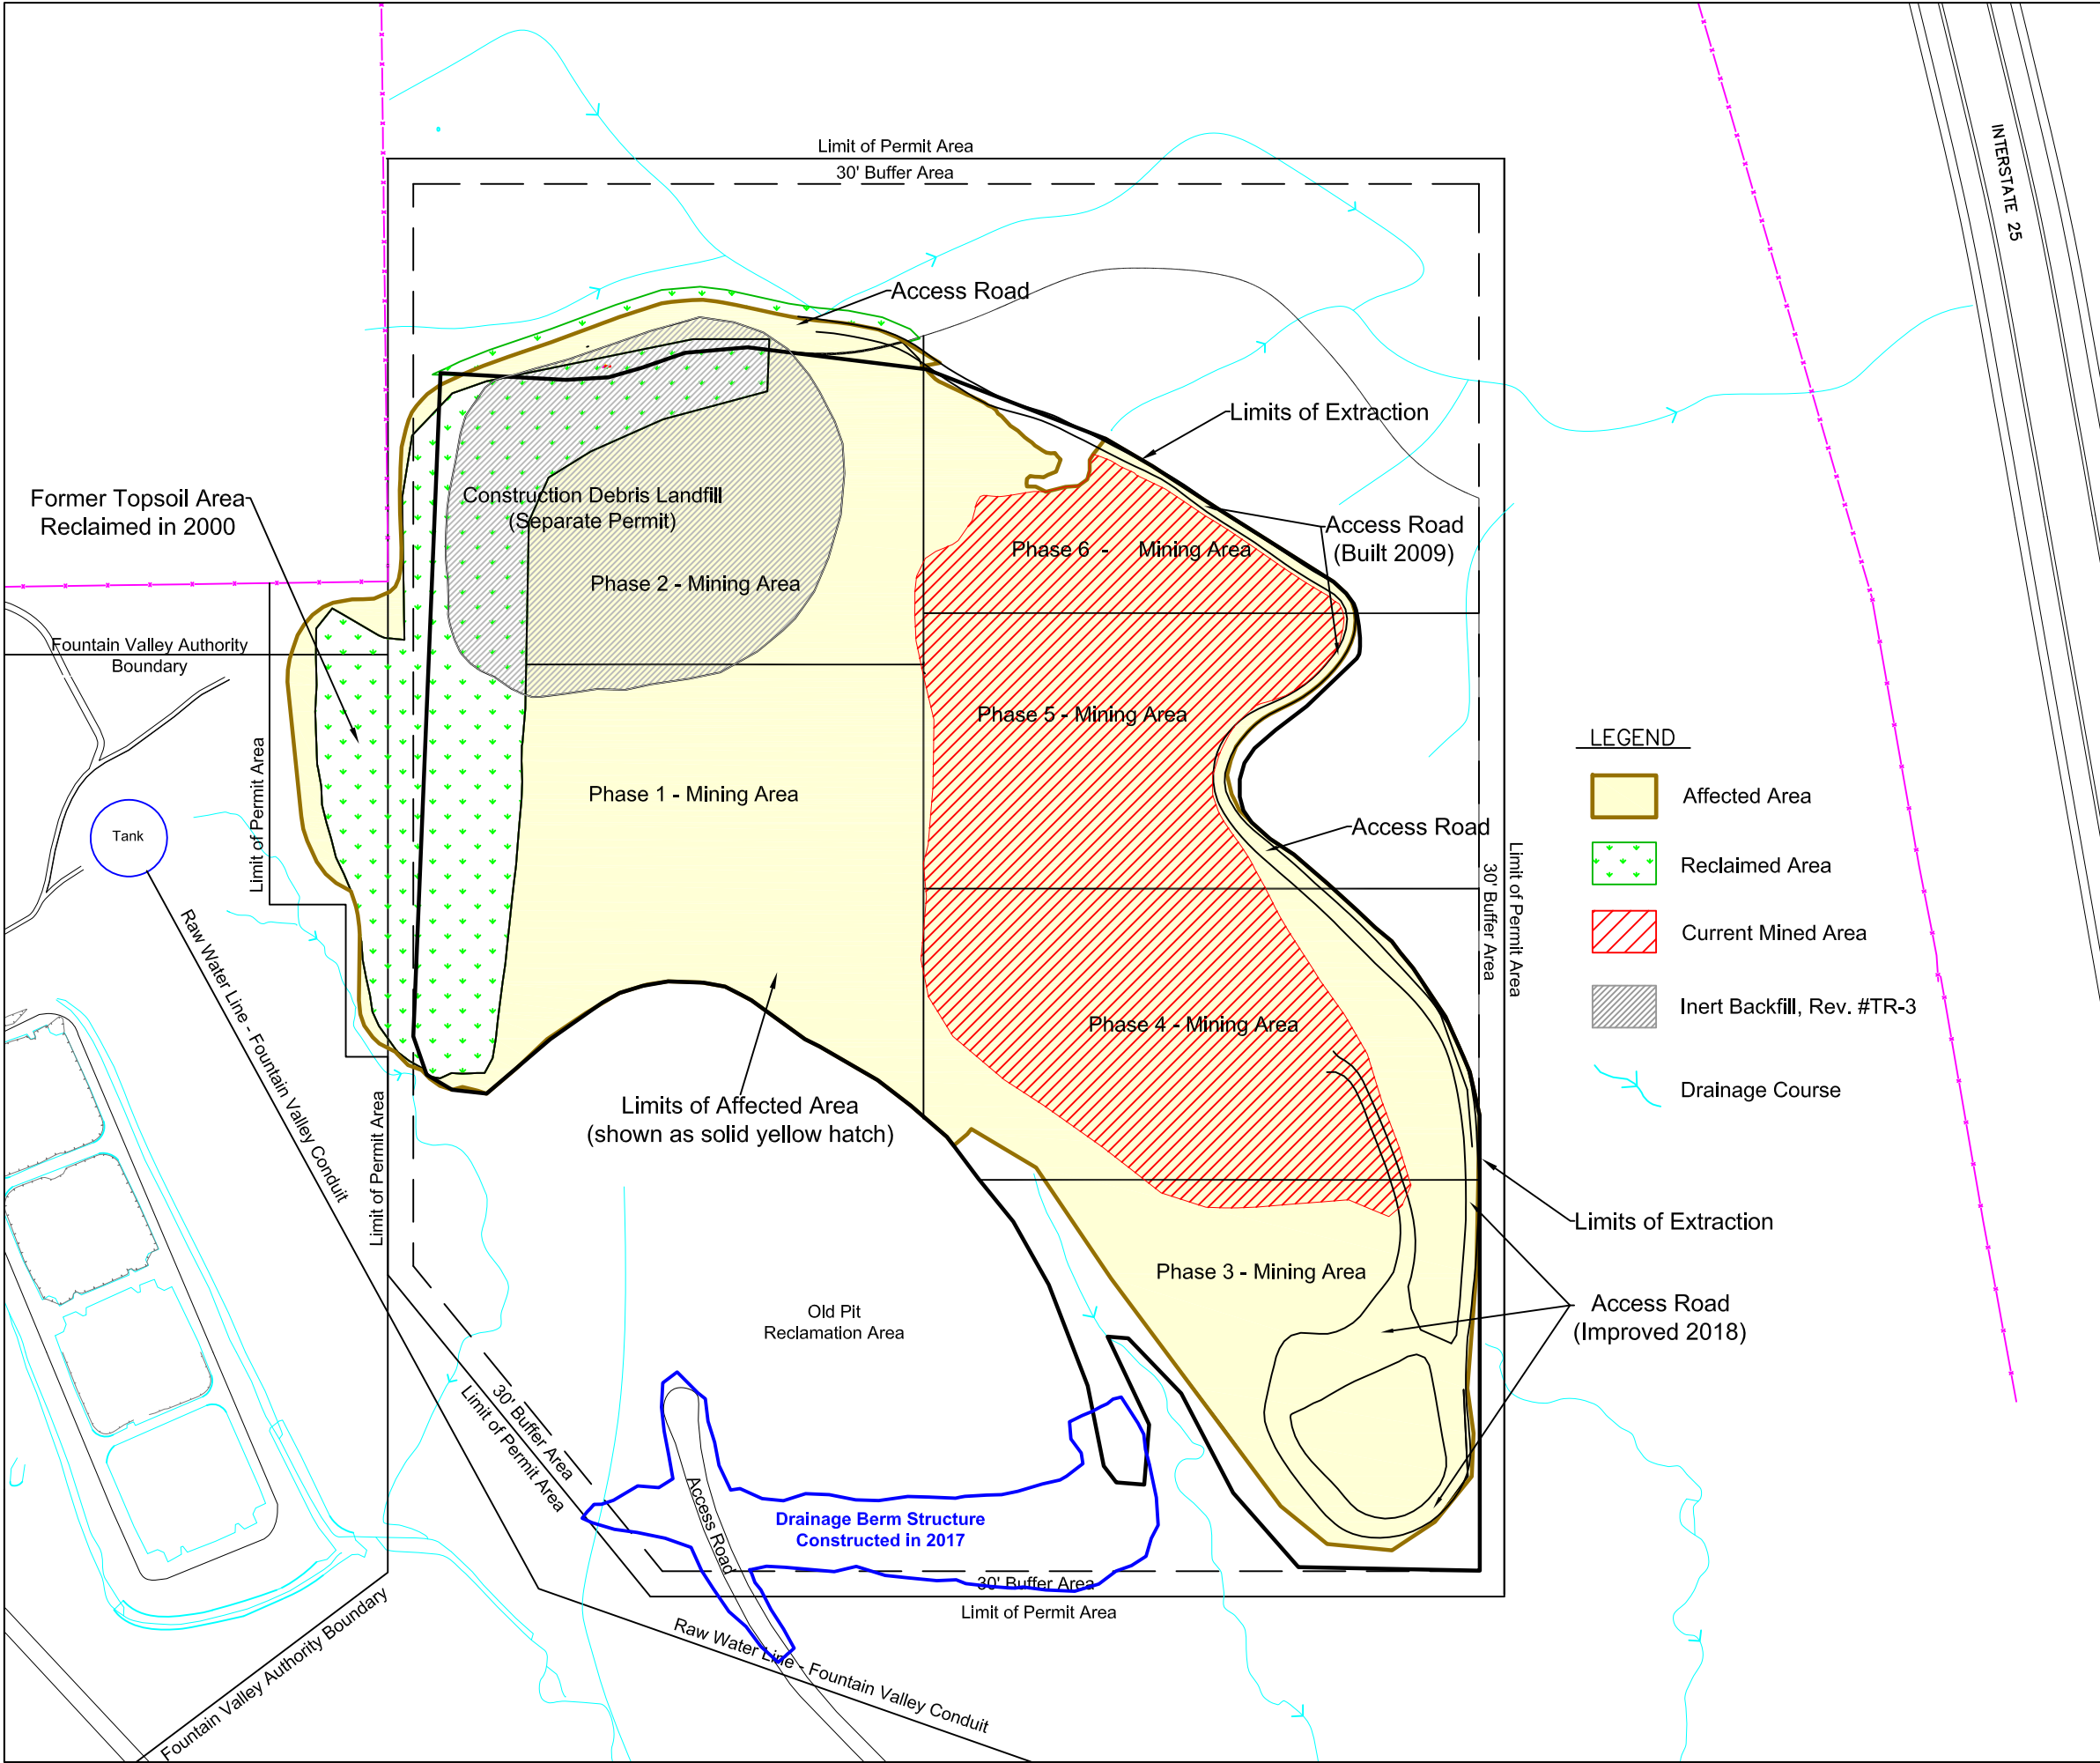 Limit of Permit Area
30' Buffer Area
INTERSTATE 25
Access Road
Limits of Extraction
Former Topsoil Area
Reclaimed in 2000
Construction Debris Landfill
(Separate Permit)
Access Road
(Built 2009)
Phase 6 - Mining Area
Phase 2 - Mining Area
Fountain Valley Authority
Boundary
Phase 5 - Mining Area
LEGEND
Affected Area
Reclaimed Area
Current Mined Area
Inert Backfill, Rev. #TR-3
Drainage Course
Limit of Permit Area
Phase 1 - Mining Area
Access Road
Tank
Limit of Permit Area
30' Buffer Area
Raw Water Line - Fountain Valley Conduit
Phase 4 - Mining Area
Limits of Affected Area
(shown as solid yellow hatch)
Limit of Permit Area
Limits of Extraction
Phase 3 - Mining Area
Access Road
(Improved 2018)
Old Pit
Reclamation Area
30' Buffer Area
Limit of Permit Area
Access Road
Drainage Berm Structure
Constructed in 2017
30' Buffer Area
Limit of Permit Area
Fountain Valley Authority Boundary
Raw Water Line - Fountain Valley Conduit